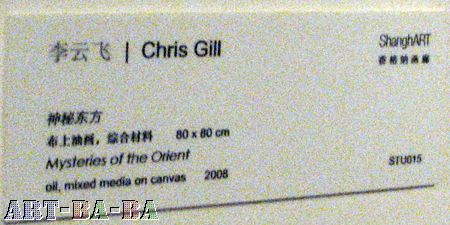 李云飞 | Chris Gill
ShanghART
香格纳画廊
神秘东方
布上油画，综合材料 80 x 80 cm
Mysteries of the Orient
oil, mixed media on canvas 2008
STU015
ART-BA-BA